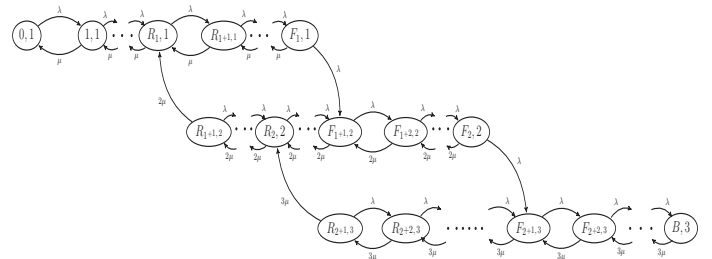 λ λ λ λ λ λ
0, 1 1, 1 ··· R₁, 1 R₁₊₁,₁ ··· F₁, 1
μ μ μ μ μ μ
λ
2μ
λ λ λ λ λ λ λ
R₁₊₁,₂ ··· R₂, 2 ··· F₁₊₁,₂ F₁₊₂,₂ ··· F₂, 2
2μ 2μ 2μ 2μ 2μ 2μ 2μ
λ
3μ
λ λ λ λ λ λ
R₂₊₁,₃ R₂₊₂,₃ ······ F₂₊₁,₃ F₂₊₂,₃ ··· B, 3
3μ 3μ 3μ 3μ 3μ 3μ